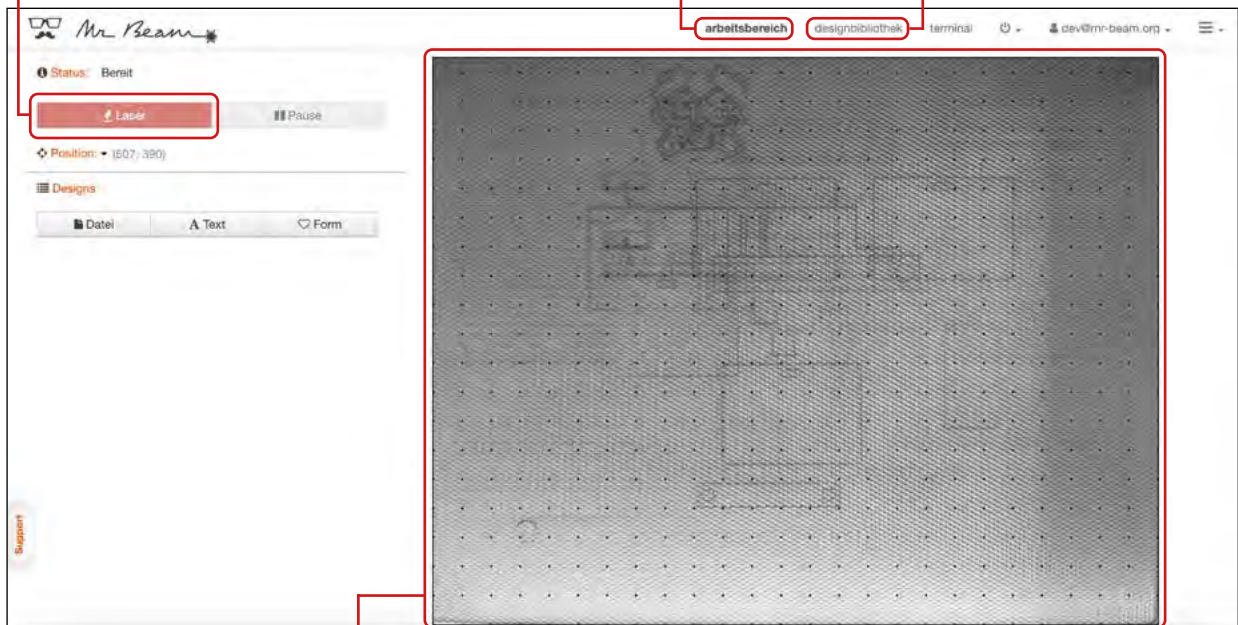 Mr Beam
arbeitsbereich designbibliothek terminal dev@mr-beam.org
Status: Bereit
Laser Pause
Position: (507, 390)
Designs
Datei A Text Form
Support